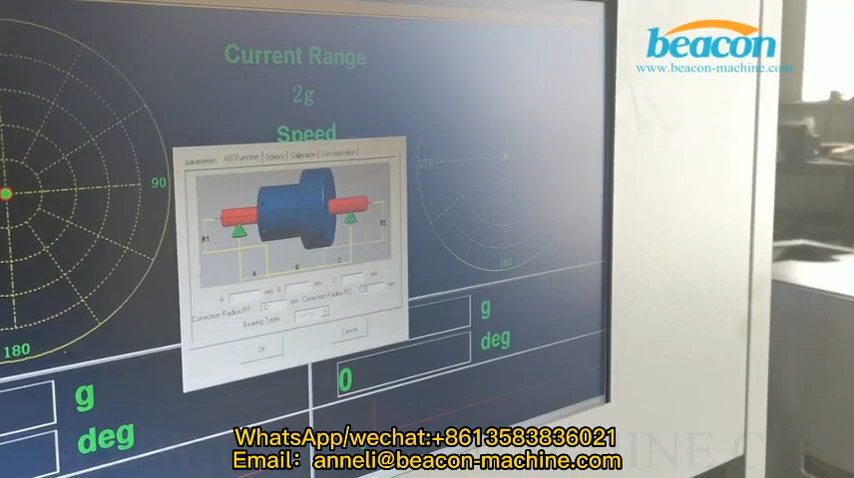 beacon
www.beacon-machine.com
Current Range
2g
Speed
90
180
270
180
parameters ABCFunction Options Calibration Decompozition
R1
R2
A
B
C
A: mm B: mm C: mm
Correction Radius:R1 mm Correction Radius:R2 mm
Bearing Types
OK
Cancel
g
deg
g
deg
0
WhatsApp/wechat:+8613583836021
Email: anneli@beacon-machine.com